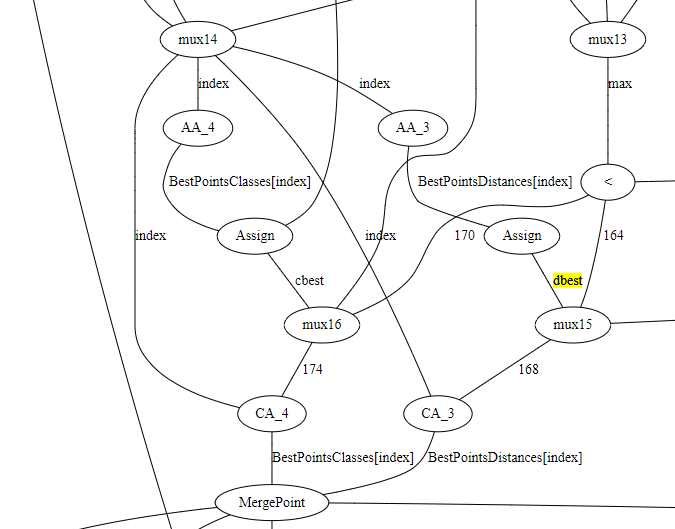 mux14
mux13
index
index
max
AA_4
AA_3
BestPointsClasses[index]
BestPointsDistances[index]
<
index
Assign
index
170
Assign
164
cbest
dbest
mux16
mux15
174
168
CA_4
CA_3
BestPointsClasses[index]
BestPointsDistances[index]
MergePoint